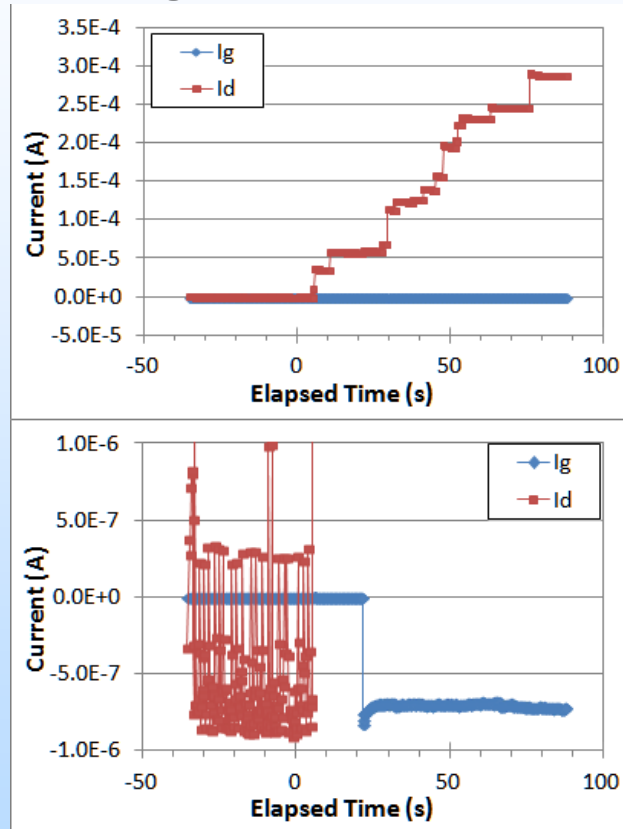 3.5E-4
3.0E-4
2.5E-4
2.0E-4
1.5E-4
1.0E-4
5.0E-5
0.0E+0
-5.0E-5
Current (A)
Ig
Id
-50 0 50 100
Elapsed Time (s)
1.0E-6
5.0E-7
0.0E+0
-5.0E-7
-1.0E-6
Current (A)
Ig
Id
-50 0 50 100
Elapsed Time (s)